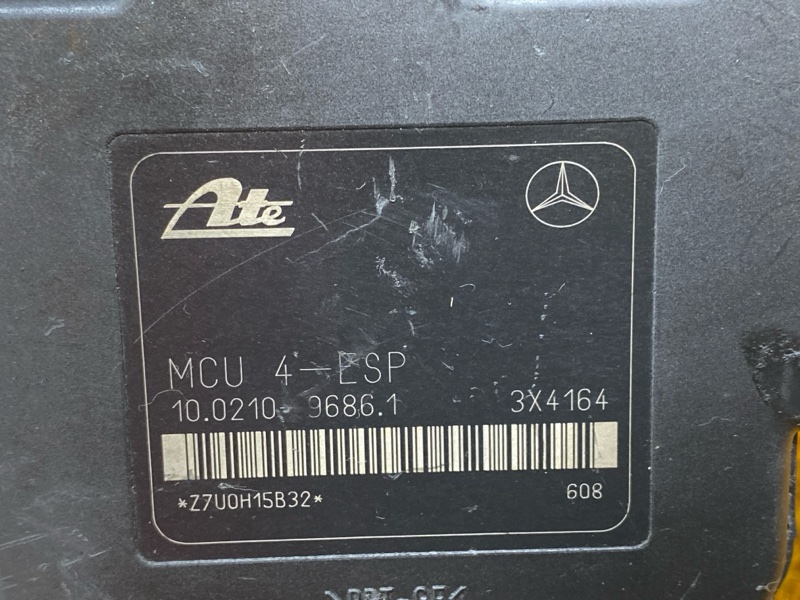 Ate
MCU 4-ESP
10.0210-9686.1 3X4164
*Z7U0H15B32*
608